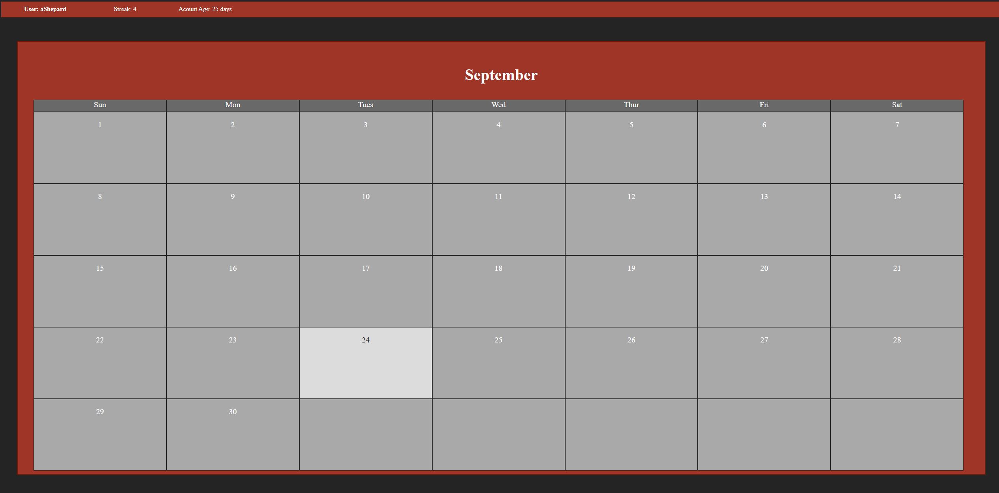 User: aShepard Streak: 4 Acount Age: 25 days
September
Sun Mon Tues Wed Thur Fri Sat
1 2 3 4 5 6 7
8 9 10 11 12 13 14
15 16 17 18 19 20 21
22 23 24 25 26 27 28
29 30